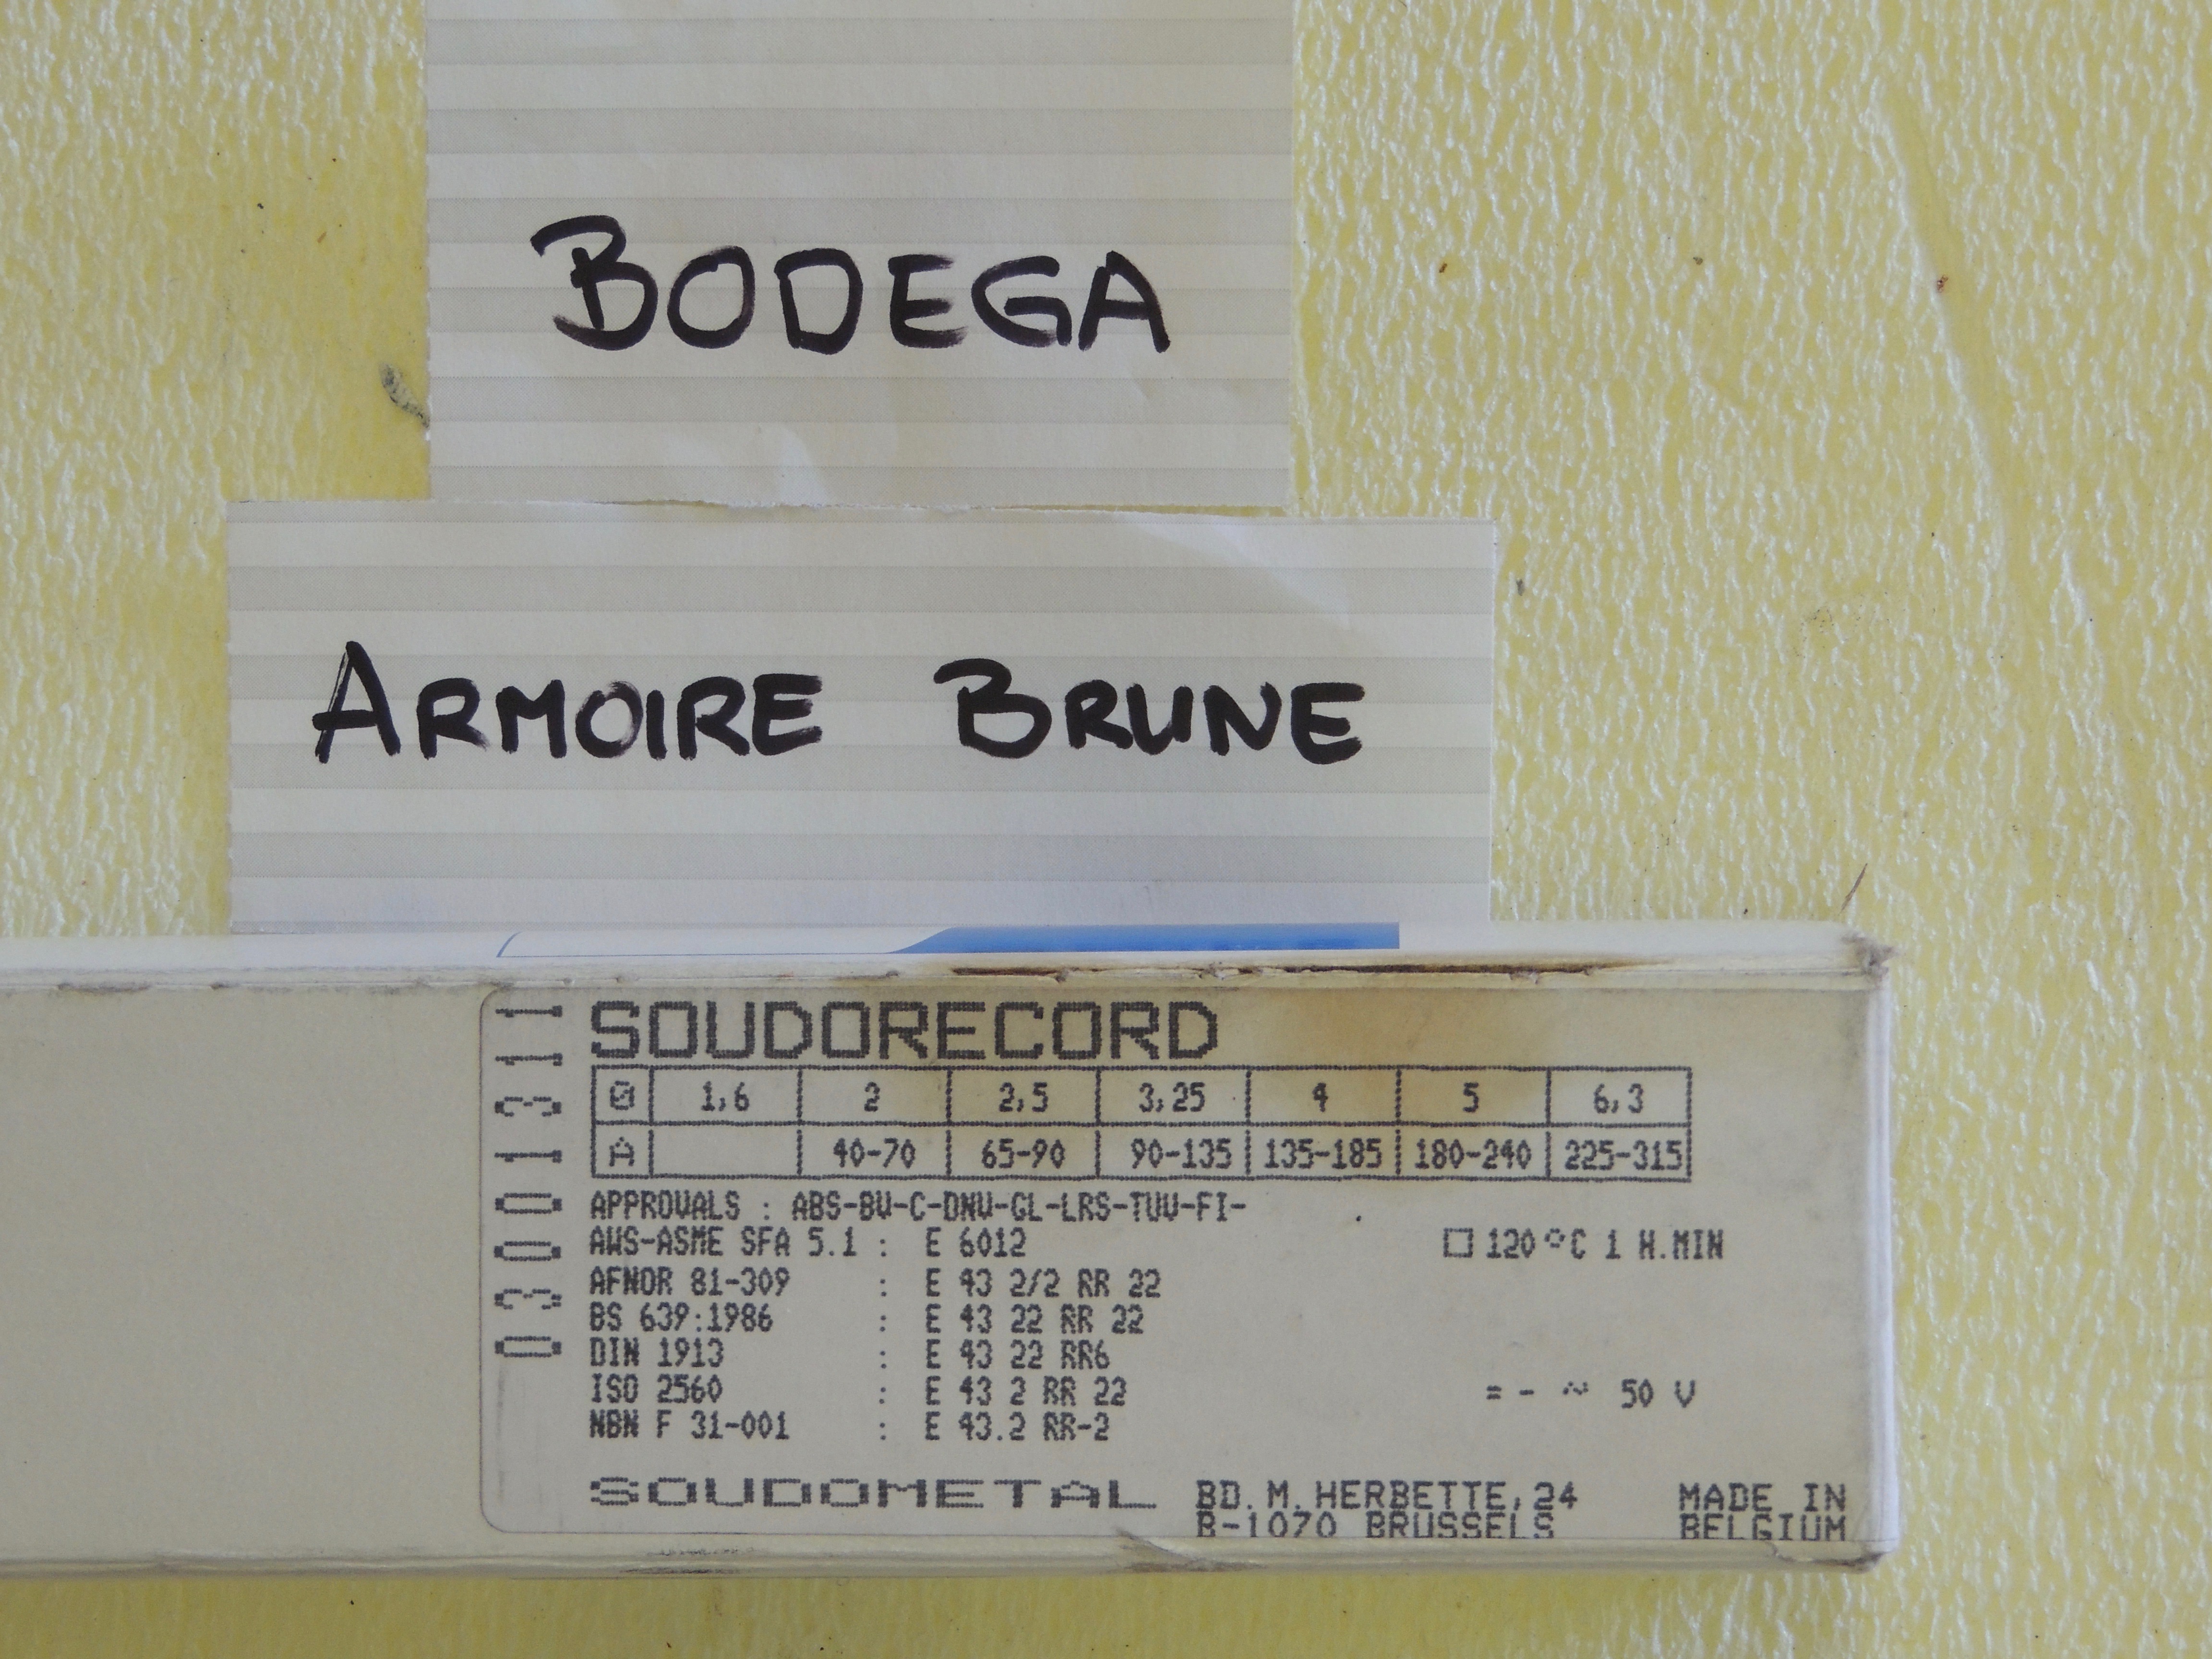 BODEGA
ARMOIRE BRUNE
SOUDORECORD
Ø 1,6 2 2,5 3,25 4 5 6,3
A 40-70 65-90 90-135 135-185 180-240 225-315
APPROVALS : ABS-BV-C-DNV-GL-LRS-TUV-FI-
AWS-ASME SFA 5.1 : E 6012 □ 120°C 1 H.MIN
AFNOR 81-309 : E 43 2/2 RR 22
BS 639:1986 : E 43 22 RR 22
DIN 1913 : E 43 22 RR6
ISO 2560 : E 43 2 RR 22 = - ~ 50 V
NBN F 31-001 : E 43.2 RR-2
SOUDOMETAL BD. M. HERBETTE, 24 MADE IN
B-1070 BRUSSELS BELGIUM